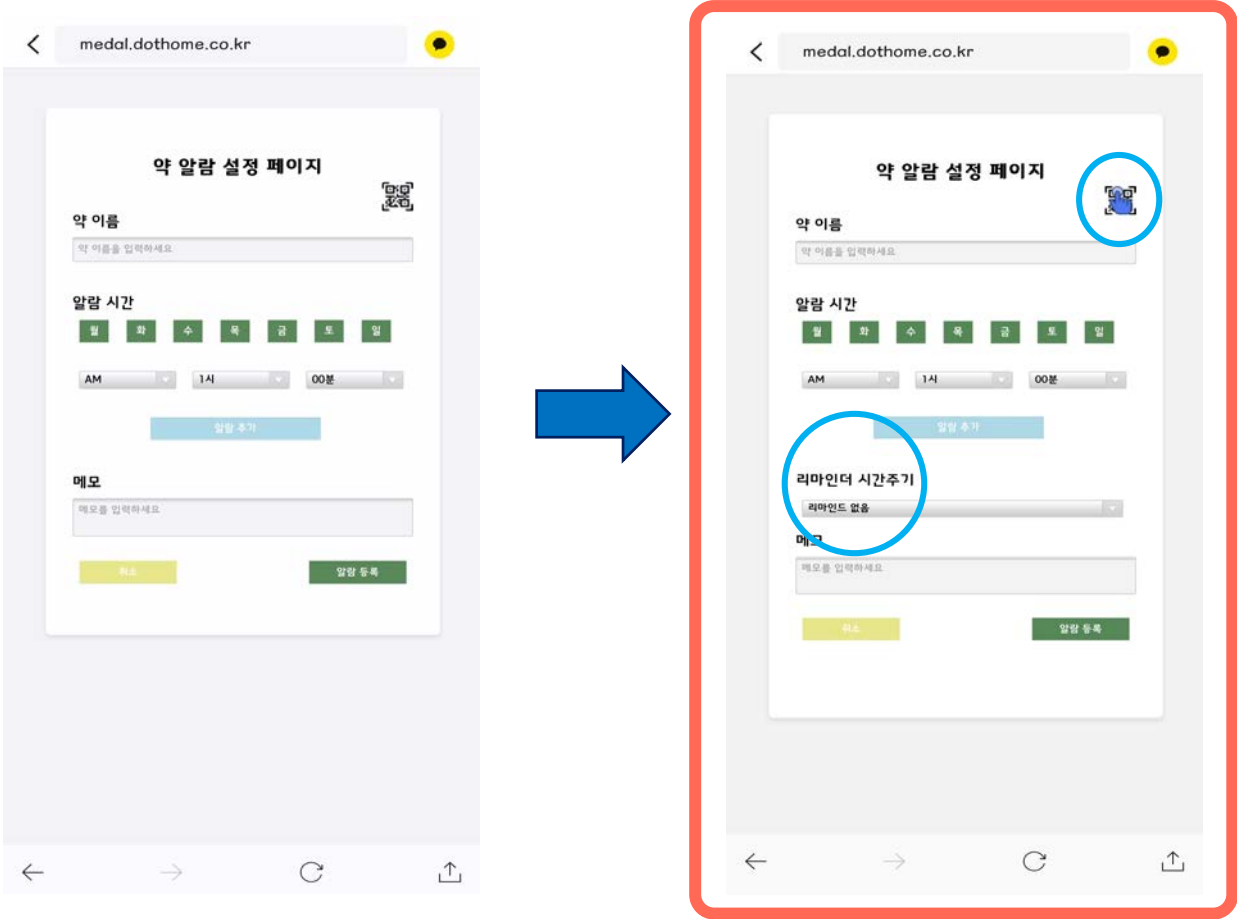 medal.dothome.co.kr
약 알람 설정 페이지
약 이름
약 이름을 입력하세요
알람 시간
월 화 수 목 금 토 일
AM 1시 00분
알람 추가
메모
메모를 입력하세요
취소 알람 등록
medal.dothome.co.kr
약 알람 설정 페이지
약 이름
약 이름을 입력하세요
알람 시간
월 화 수 목 금 토 일
AM 1시 00분
알람 추가
리마인더 시간주기
리마인드 없음
메모
메모를 입력하세요
취소 알람 등록